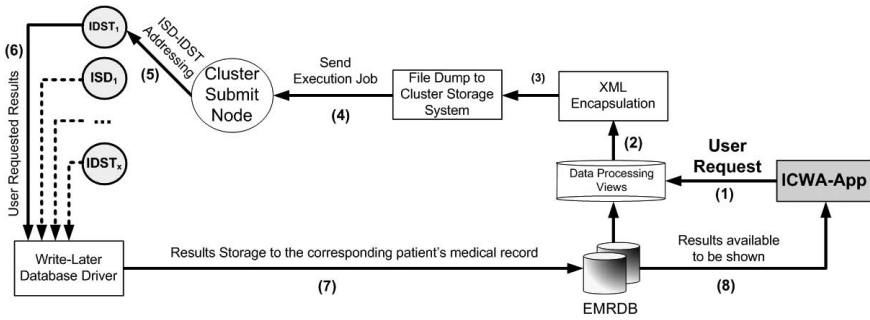 (6)
IDST1
ISD-IDST
Addressing
(5)
User Requested Results
ISD1
...
IDSTx
Cluster
Submit
Node
Send
Execution Job
(4)
File Dump to
Cluster Storage
System
(3)
XML
Encapsulation
(2)
User
Request
(1)
Data Processing
Views
ICWA-App
Write-Later
Database Driver
Results Storage to the corresponding patient's medical record
(7)
EMRDB
Results available
to be shown
(8)